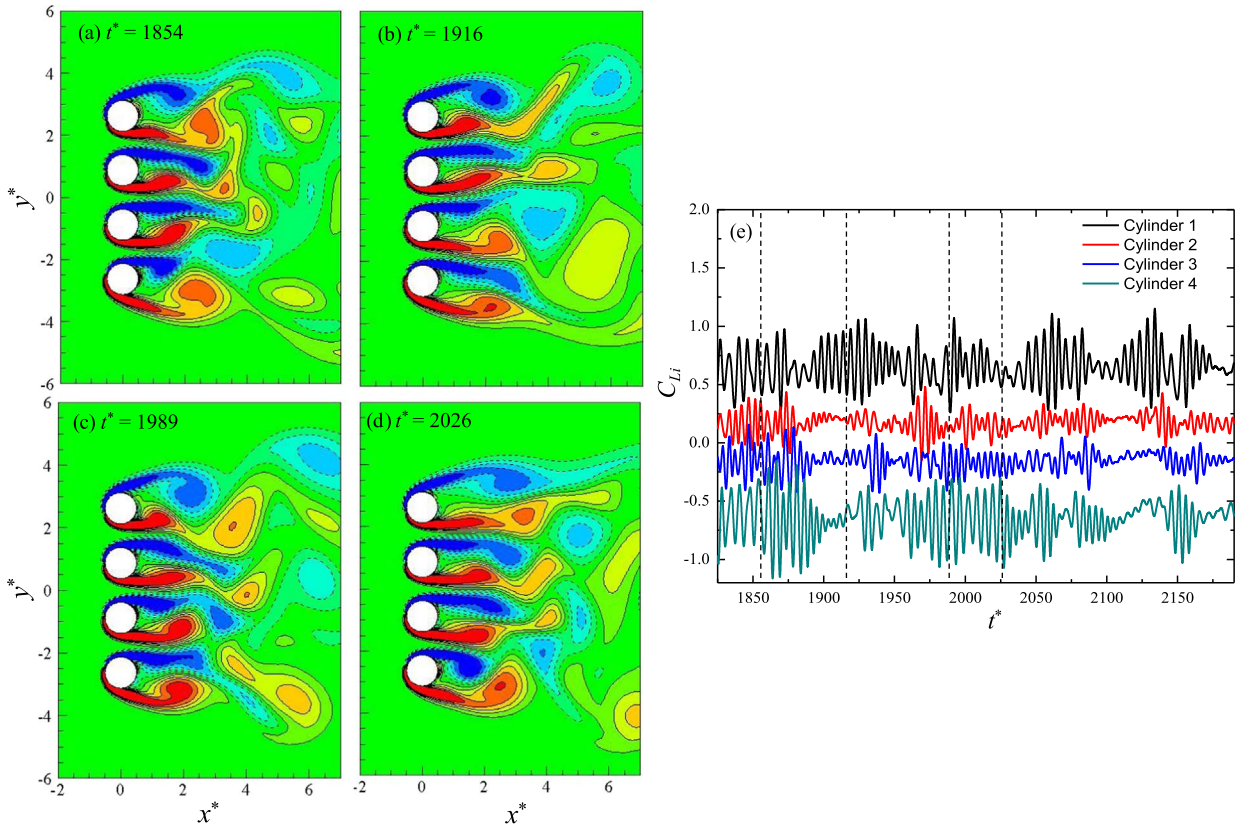 (a) t* = 1854
(b) t* = 1916
6
4
2
0
-2
-4
-6
y*
(c) t* = 1989
(d) t* = 2026
6
4
2
0
-2
-4
-6
y*
-2 0 2 4 6
0 2 4 6
x*
x*
(e)
Cylinder 1
Cylinder 2
Cylinder 3
Cylinder 4
2.0
1.5
1.0
0.5
0.0
-0.5
-1.0
C_{Li}
1850 1900 1950 2000 2050 2100 2150
t*